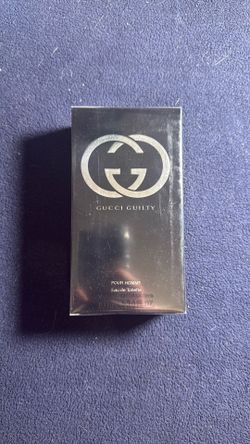 GUCCI GUILTY
POUR HOMME
Eau de Toilette